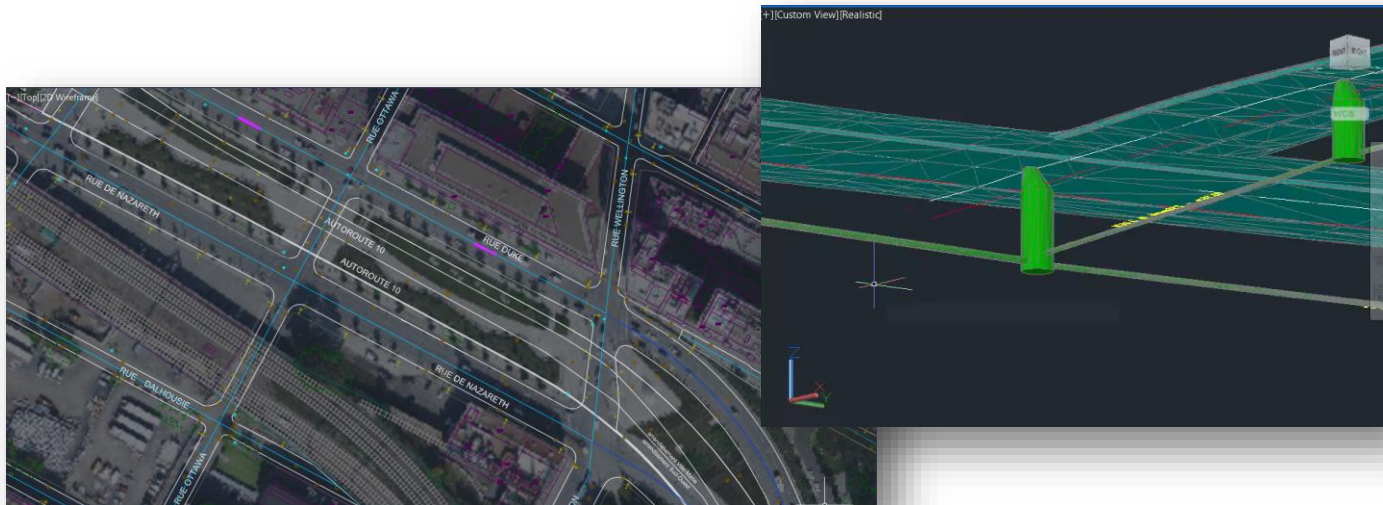 [-][Top][2D Wireframe]
RUE OTTAWA
RUE DE NAZARETH
AUTOROUTE 10
AUTOROUTE 10
RUE DUKE
RUE WELLINGTON
RUE DALHOUSIE
RUE DE NAZARETH
RUE OTTAWA
ON
[+][Custom View][Realistic]
FRONT
RIGHT
Z
X
Y